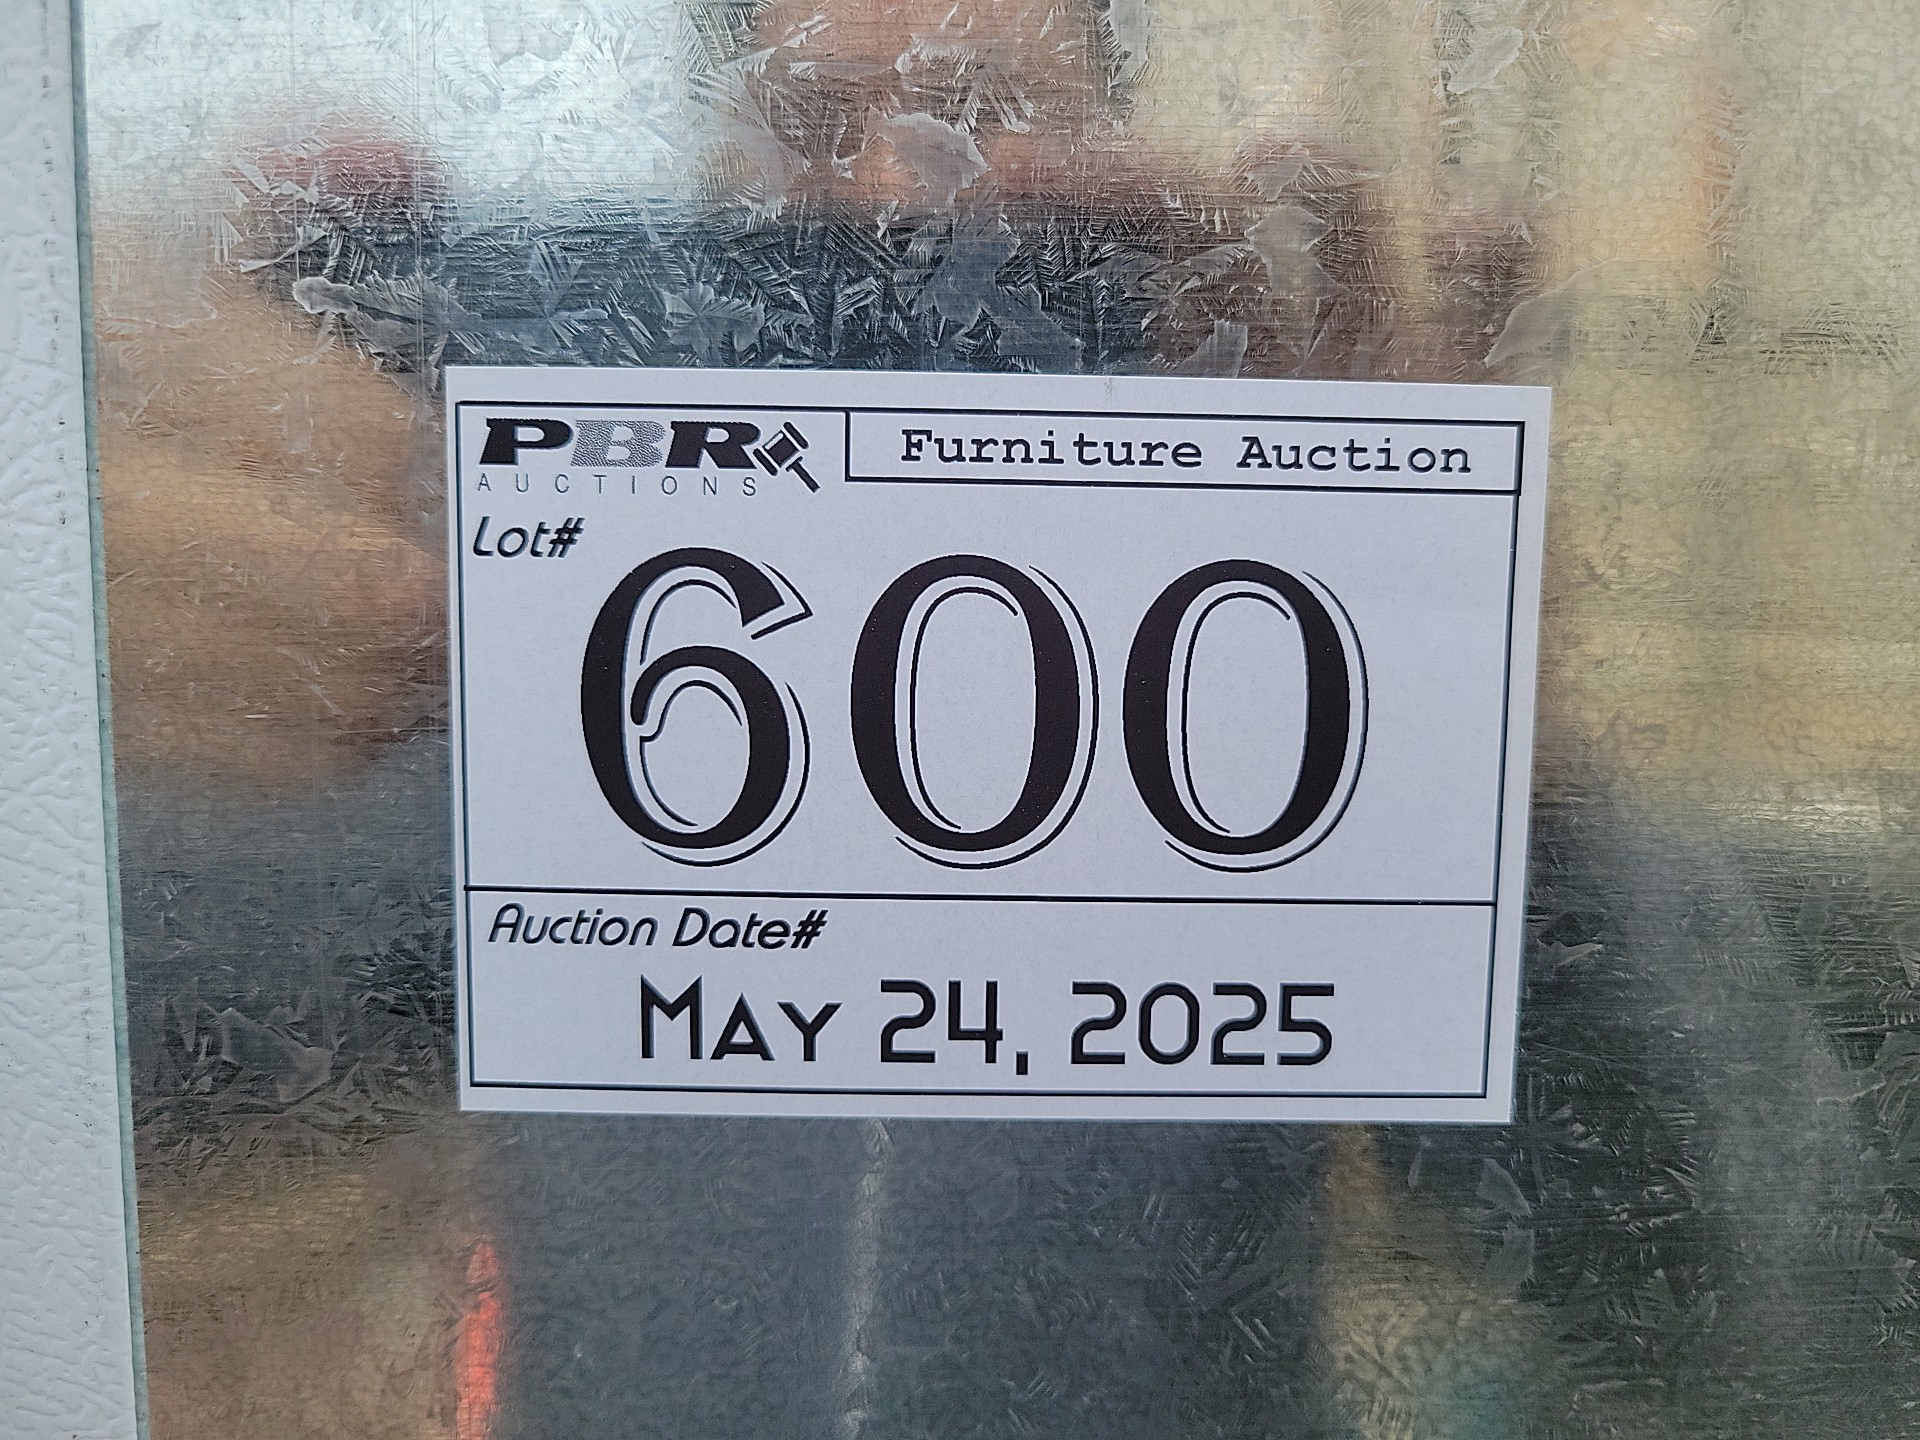 PBR
AUCTIONS
Furniture Auction
Lot#
600
Auction Date#
May 24, 2025